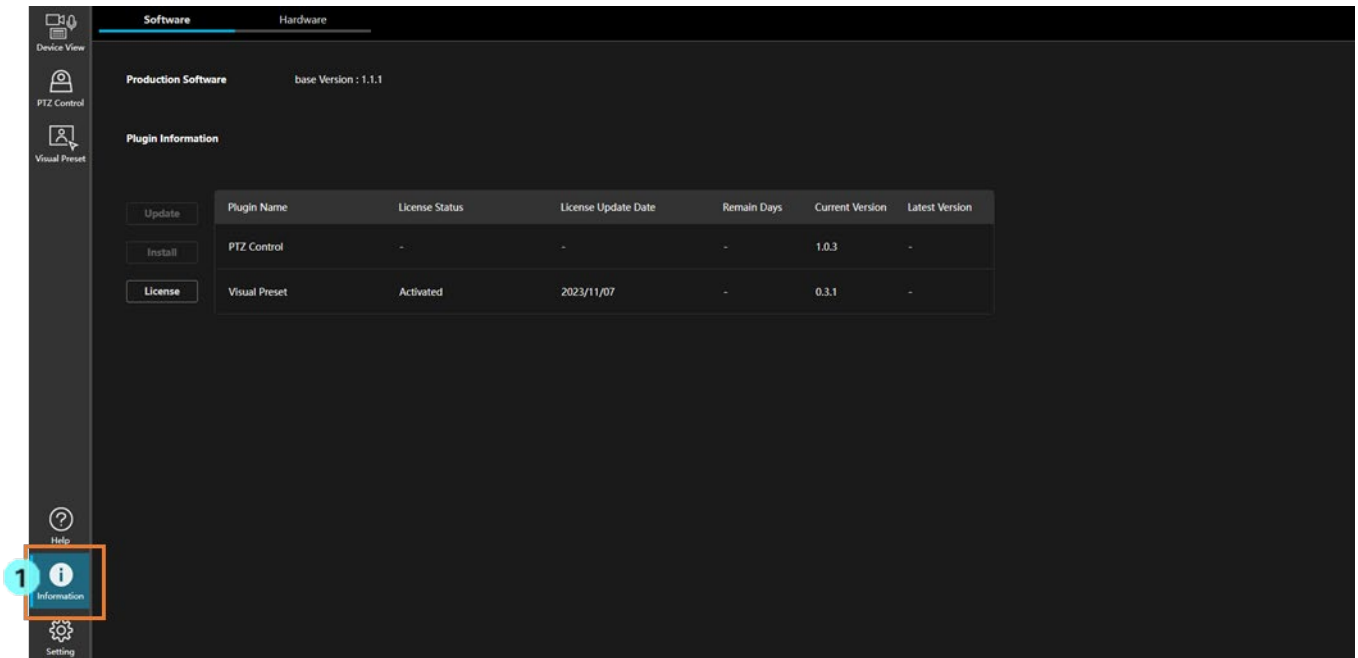 Software Hardware
Device View
PTZ Control
Visual Preset
Production Software base Version : 1.1.1
Plugin Information
Update
Install
License
Plugin Name License Status License Update Date Remain Days Current Version Latest Version
PTZ Control - - - 1.0.3 -
Visual Preset Activated 2023/11/07 - 0.3.1 -
Help
1
Information
Setting